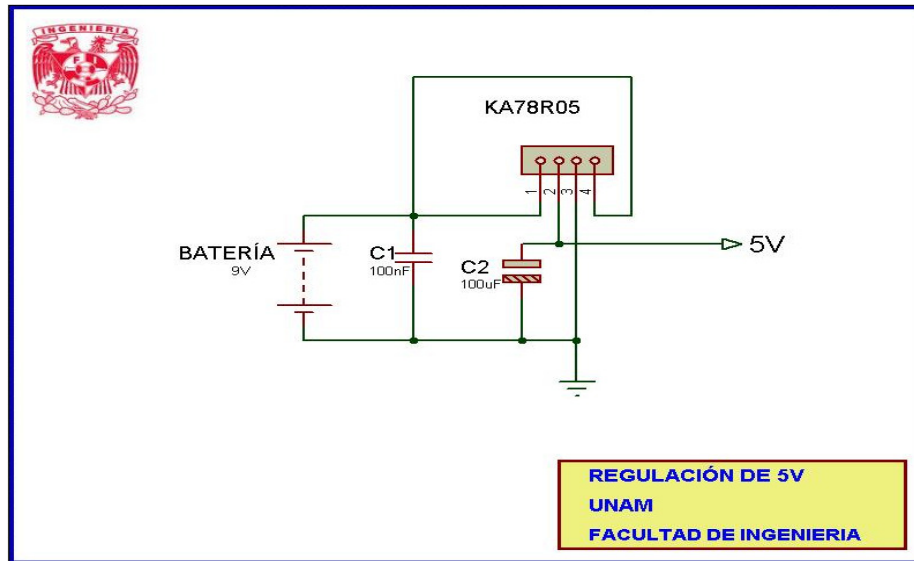 INGENIERIA
F I
KA78R05
1 2 3 4
BATERÍA
9V
C1
100nF
C2
100uF
5V
REGULACIÓN DE 5V
UNAM
FACULTAD DE INGENIERIA